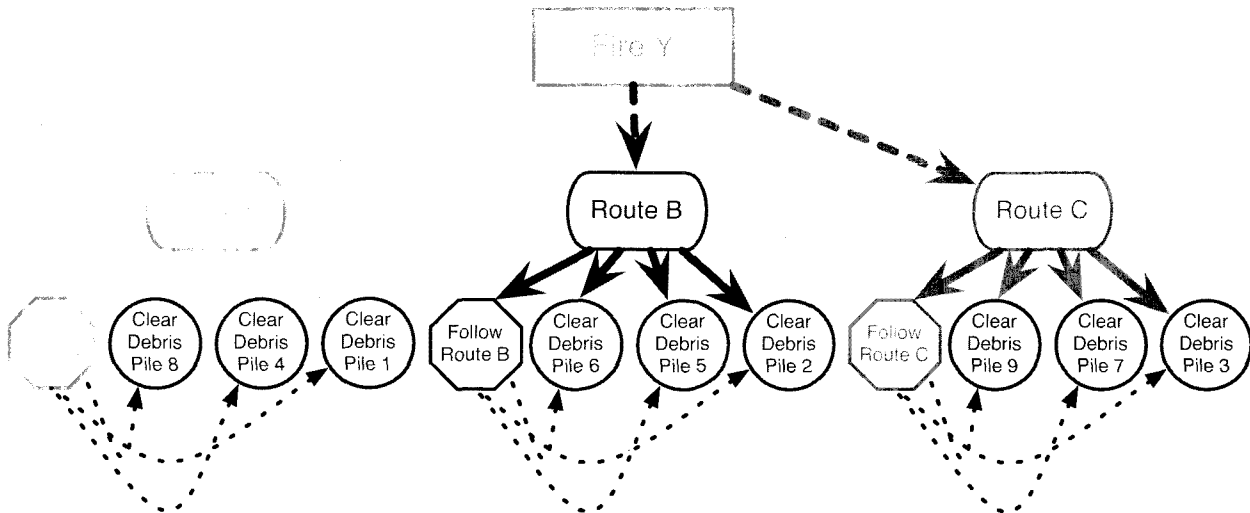 Fire Y
Route B
Route C
Clear
Debris
Pile 8
Clear
Debris
Pile 4
Clear
Debris
Pile 1
Follow
Route B
Clear
Debris
Pile 6
Clear
Debris
Pile 5
Clear
Debris
Pile 2
Follow
Route C
Clear
Debris
Pile 9
Clear
Debris
Pile 7
Clear
Debris
Pile 3